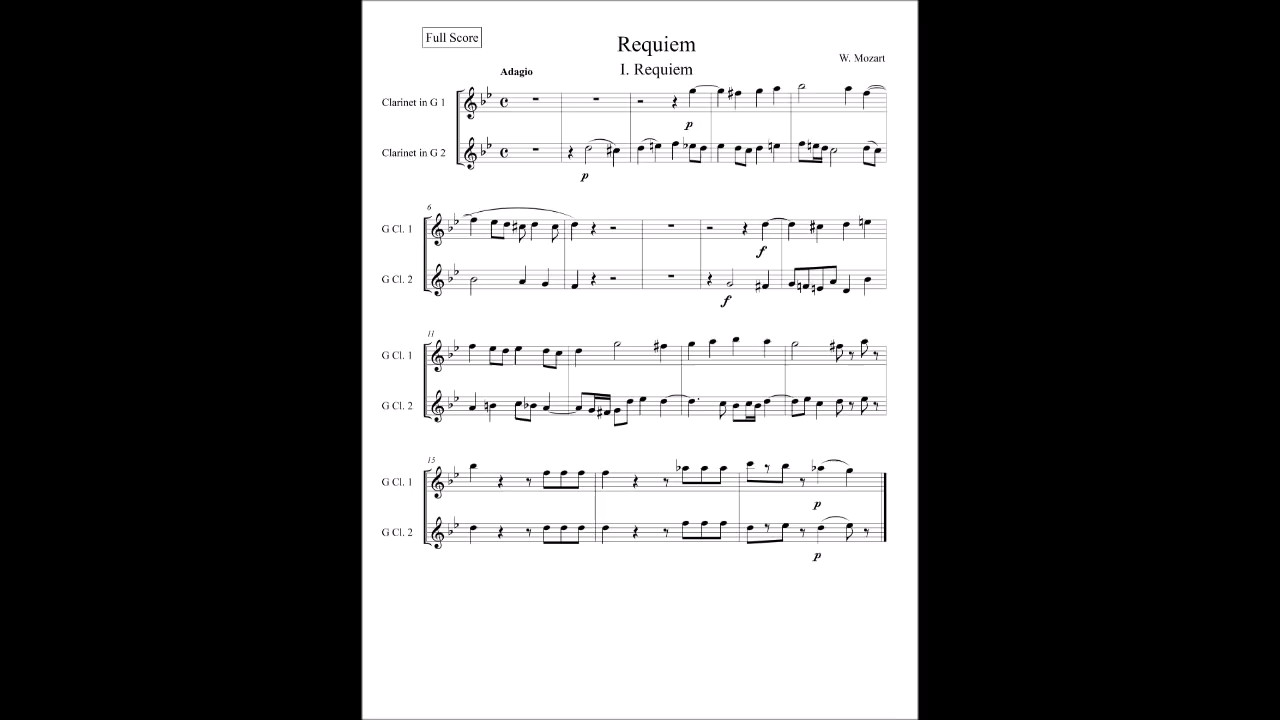 Full Score
Requiem
W. Mozart
I. Requiem
Adagio
Clarinet in G 1
p
Clarinet in G 2
p
6
G Cl. 1
f
G Cl. 2
f
11
G Cl. 1
G Cl. 2
15
G Cl. 1
p
G Cl. 2
p